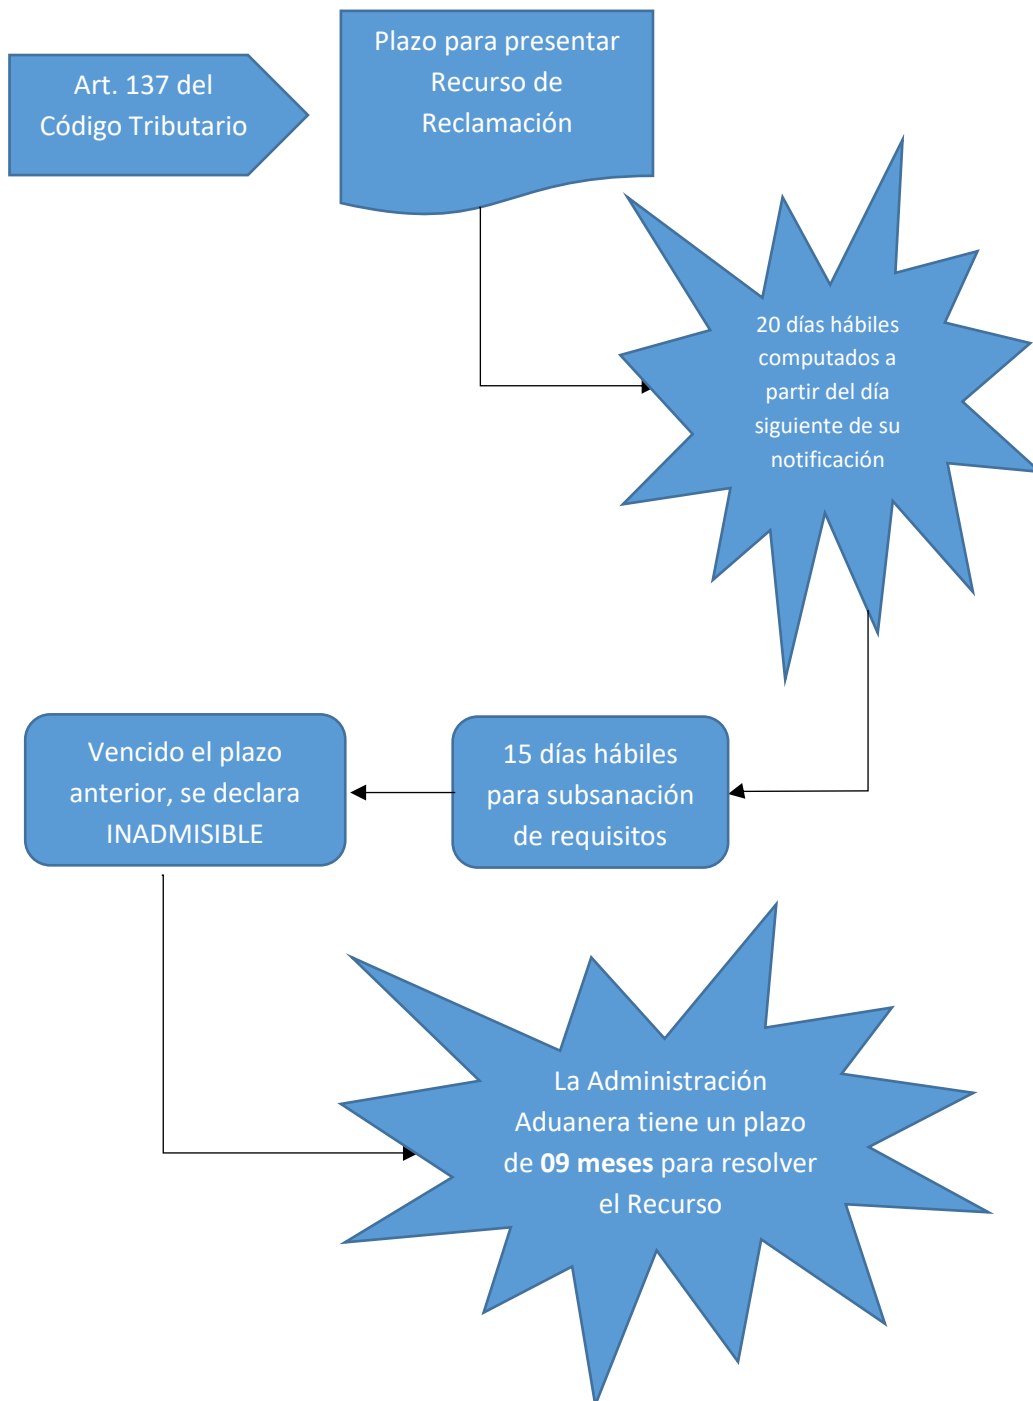 Art. 137 del
Código Tributario
Plazo para presentar
Recurso de
Reclamación
20 días hábiles
computados a
partir del día
siguiente de su
notificación
15 días hábiles
para subsanación
de requisitos
Vencido el plazo
anterior, se declara
INADMISIBLE
La Administración
Aduanera tiene un plazo
de 09 meses para resolver
el Recurso